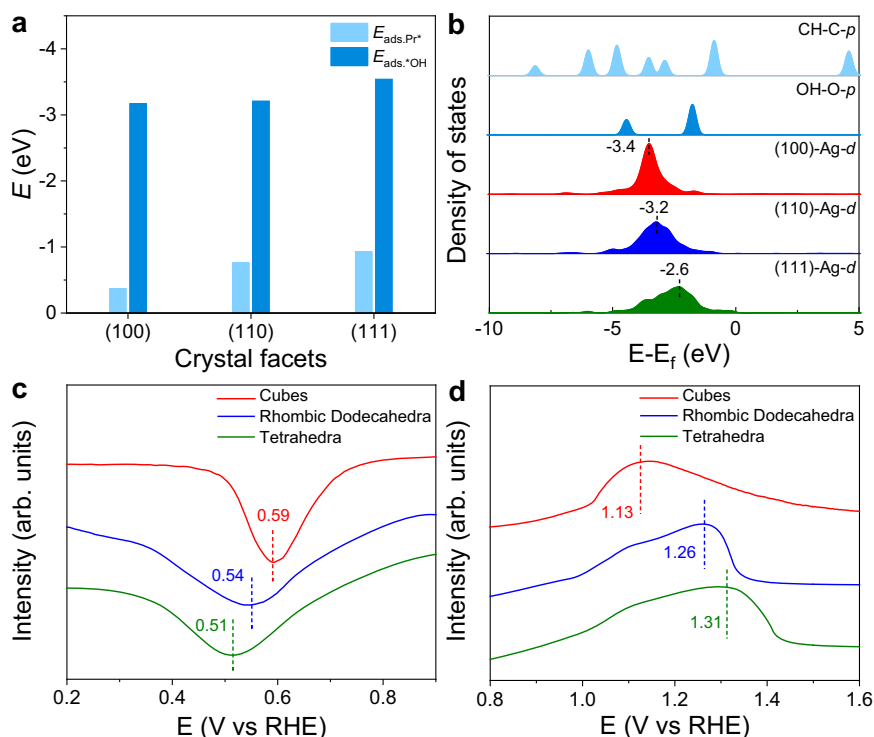 a
E_ads.Pr*
E_ads.*OH
-4
-3
-2
-1
0
E (eV)
(100)
(110)
(111)
Crystal facets
b
CH-C-p
OH-O-p
(100)-Ag-d
-3.4
(110)-Ag-d
-3.2
(111)-Ag-d
-2.6
Density of states
-10
-5
0
5
E-E_f (eV)
c
Cubes
Rhombic Dodecahedra
Tetrahedra
0.59
0.54
0.51
Intensity (arb. units)
0.2
0.4
0.6
0.8
E (V vs RHE)
d
Cubes
Rhombic Dodecahedra
Tetrahedra
1.13
1.26
1.31
Intensity (arb. units)
0.8
1.0
1.2
1.4
1.6
E (V vs RHE)